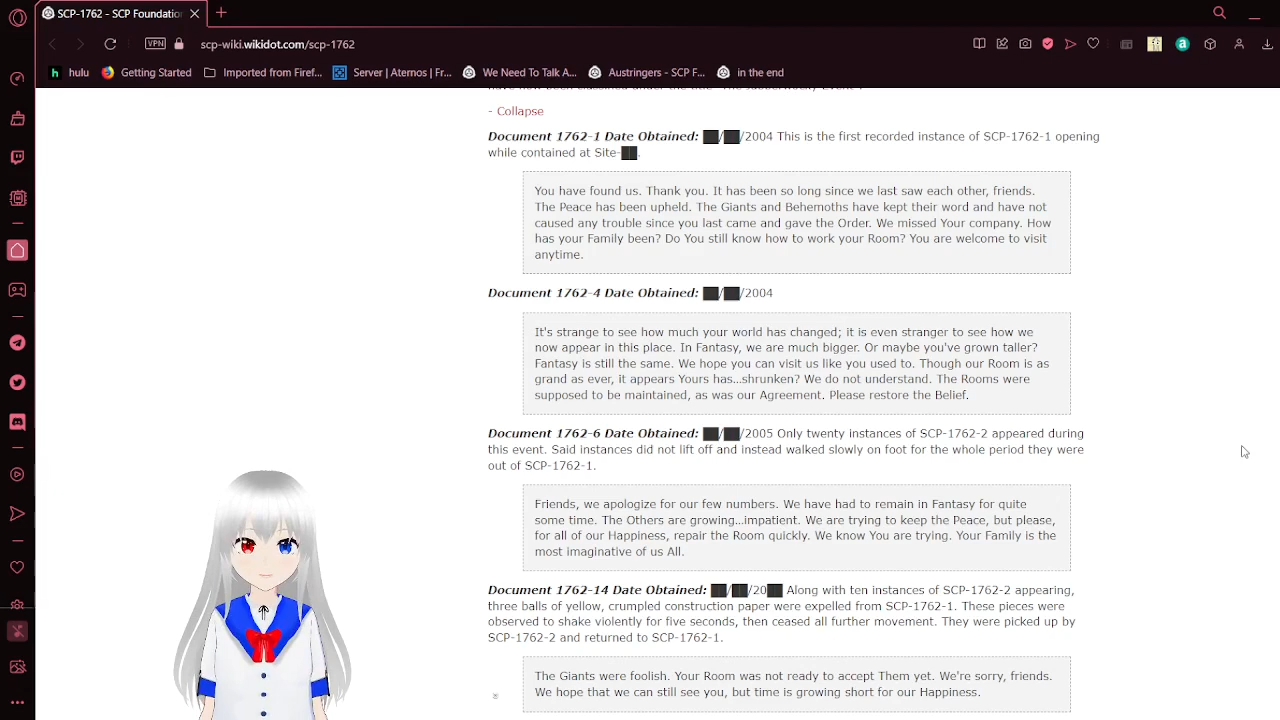 SCP-1762 - SCP Foundatio
scp-wiki.wikidot.com/scp-1762
VPN
hulu
Getting Started
Imported from Firef...
Server | Aternos | Fr...
We Need To Talk A...
Austringers - SCP F...
in the end
- Collapse
Document 1762-1 Date Obtained: ██/██/2004 This is the first recorded instance of SCP-1762-1 opening
while contained at Site-██.
You have found us. Thank you. It has been so long since we last saw each other, friends.
The Peace has been upheld. The Giants and Behemoths have kept their word and have not
caused any trouble since you last came and gave the Order. We missed Your company. How
has your Family been? Do You still know how to work your Room? You are welcome to visit
anytime.
Document 1762-4 Date Obtained: ██/██/2004
It's strange to see how much your world has changed; it is even stranger to see how we
now appear in this place. In Fantasy, we are much bigger. Or maybe you've grown taller?
Fantasy is still the same. We hope you can visit us like you used to. Though our Room is as
grand as ever, it appears Yours has...shrunken? We do not understand. The Rooms were
supposed to be maintained, as was our Agreement. Please restore the Belief.
Document 1762-6 Date Obtained: ██/██/2005 Only twenty instances of SCP-1762-2 appeared during
this event. Said instances did not lift off and instead walked slowly on foot for the whole period they were
out of SCP-1762-1.
Friends, we apologize for our few numbers. We have had to remain in Fantasy for quite
some time. The Others are growing...impatient. We are trying to keep the Peace, but please,
for all of our Happiness, repair the Room quickly. We know You are trying. Your Family is the
most imaginative of us All.
Document 1762-14 Date Obtained: ██/██/20██ Along with ten instances of SCP-1762-2 appearing,
three balls of yellow, crumpled construction paper were expelled from SCP-1762-1. These pieces were
observed to shake violently for five seconds, then ceased all further movement. They were picked up by
SCP-1762-2 and returned to SCP-1762-1.
The Giants were foolish. Your Room was not ready to accept Them yet. We're sorry, friends.
We hope that we can still see you, but time is growing short for our Happiness.